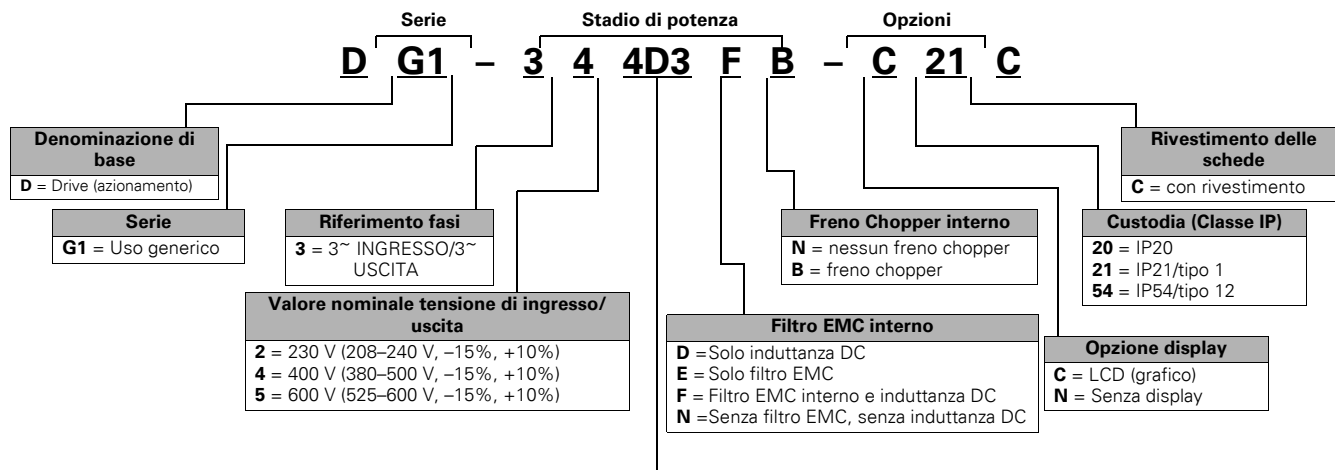 Serie
Stadio di potenza
Opzioni
D G1 – 3 4 4D3 F B – C 21 C
Denominazione di
base
D = Drive (azionamento)
Serie
G1 = Uso generico
Riferimento fasi
3 = 3~ INGRESSO/3~
USCITA
Valore nominale tensione di ingresso/
uscita
2 = 230 V (208–240 V, –15%, +10%)
4 = 400 V (380–500 V, –15%, +10%)
5 = 600 V (525–600 V, –15%, +10%)
Freno Chopper interno
N = nessun freno chopper
B = freno chopper
Filtro EMC interno
D =Solo induttanza DC
E = Solo filtro EMC
F = Filtro EMC interno e induttanza DC
N =Senza filtro EMC, senza induttanza DC
Rivestimento delle
schede
C = con rivestimento
Custodia (Classe IP)
20 = IP20
21 = IP21/tipo 1
54 = IP54/tipo 12
Opzione display
C = LCD (grafico)
N = Senza display